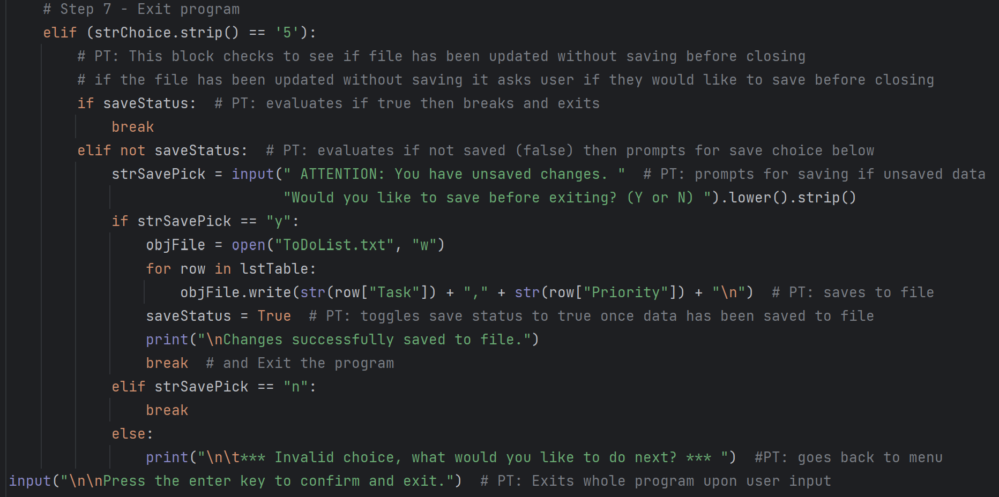 # Step 7 - Exit program
elif (strChoice.strip() == '5'):
# PT: This block checks to see if file has been updated without saving before closing
# if the file has been updated without saving it asks user if they would like to save before closing
if saveStatus:  # PT: evaluates if true then breaks and exits
break
elif not saveStatus:  # PT: evaluates if not saved (false) then prompts for save choice below
strSavePick = input(" ATTENTION: You have unsaved changes. "  # PT: prompts for saving if unsaved data
"Would you like to save before exiting? (Y or N) ").lower().strip()
if strSavePick == "y":
objFile = open("ToDoList.txt", "w")
for row in lstTable:
objFile.write(str(row["Task"]) + "," + str(row["Priority"]) + "\n")  # PT: saves to file
saveStatus = True  # PT: toggles save status to true once data has been saved to file
print("\nChanges successfully saved to file.")
break  # and Exit the program
elif strSavePick == "n":
break
else:
print("\n\t*** Invalid choice, what would you like to do next? *** ")  #PT: goes back to menu
input("\n\nPress the enter key to confirm and exit.")  # PT: Exits whole program upon user input